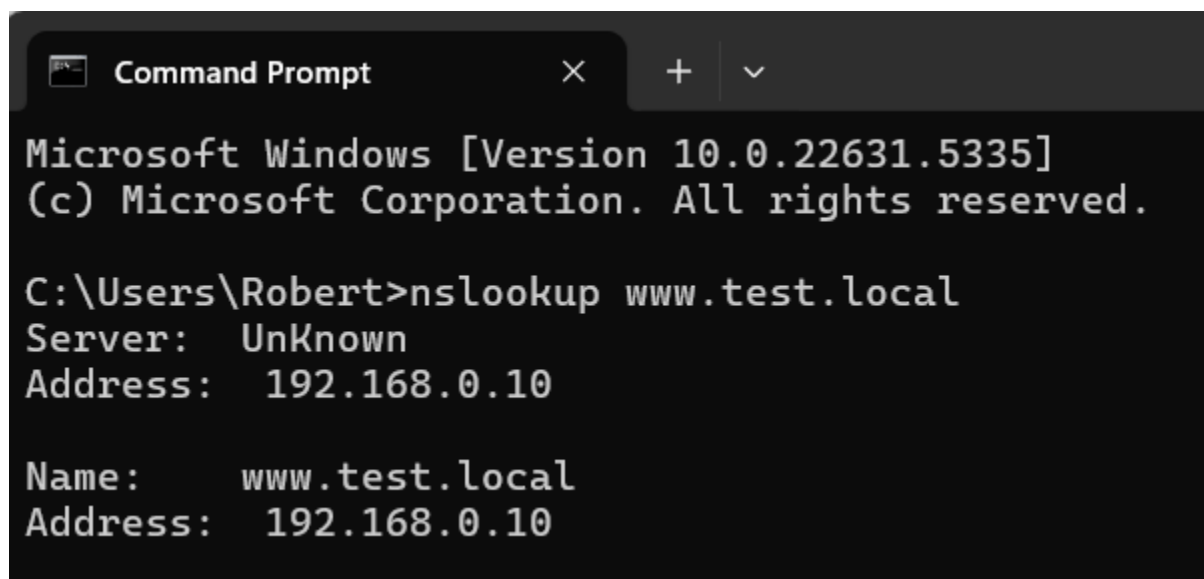 Command Prompt
Microsoft Windows [Version 10.0.22631.5335]
(c) Microsoft Corporation. All rights reserved.
C:\Users\Robert>nslookup www.test.local
Server:  UnKnown
Address:  192.168.0.10
Name:    www.test.local
Address:  192.168.0.10